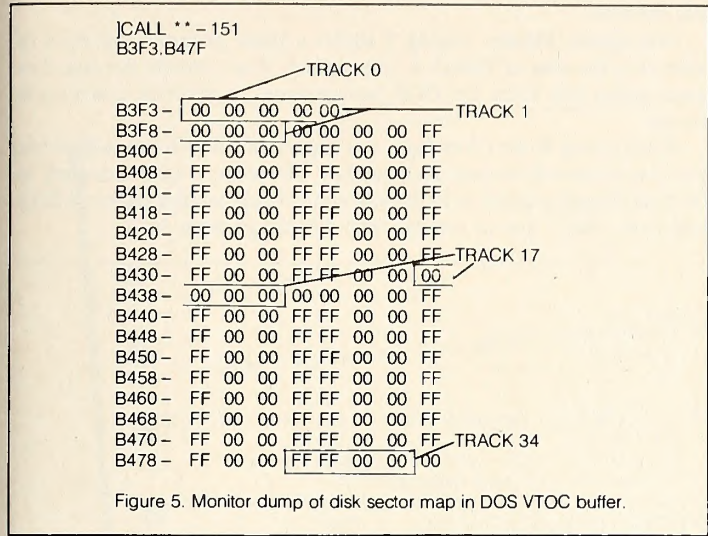 ]CALL ** – 151
B3F3.B47F
TRACK 0
B3F3 – 00 00 00 00 00 TRACK 1
B3F8 – 00 00 00 00 00 00 00 FF
B400 – FF 00 00 FF FF 00 00 FF
B408 – FF 00 00 FF FF 00 00 FF
B410 – FF 00 00 FF FF 00 00 FF
B418 – FF 00 00 FF FF 00 00 FF
B420 – FF 00 00 FF FF 00 00 FF
B428 – FF 00 00 FF FF 00 00 FF TRACK 17
B430 – FF 00 00 FF FF 00 00 00
B438 – 00 00 00 00 00 00 00 FF
B440 – FF 00 00 FF FF 00 00 FF
B448 – FF 00 00 FF FF 00 00 FF
B450 – FF 00 00 FF FF 00 00 FF
B458 – FF 00 00 FF FF 00 00 FF
B460 – FF 00 00 FF FF 00 00 FF
B468 – FF 00 00 FF FF 00 00 FF
B470 – FF 00 00 FF FF 00 00 FF TRACK 34
B478 – FF 00 00 FF FF 00 00 00
Figure 5. Monitor dump of disk sector map in DOS VTOC buffer.